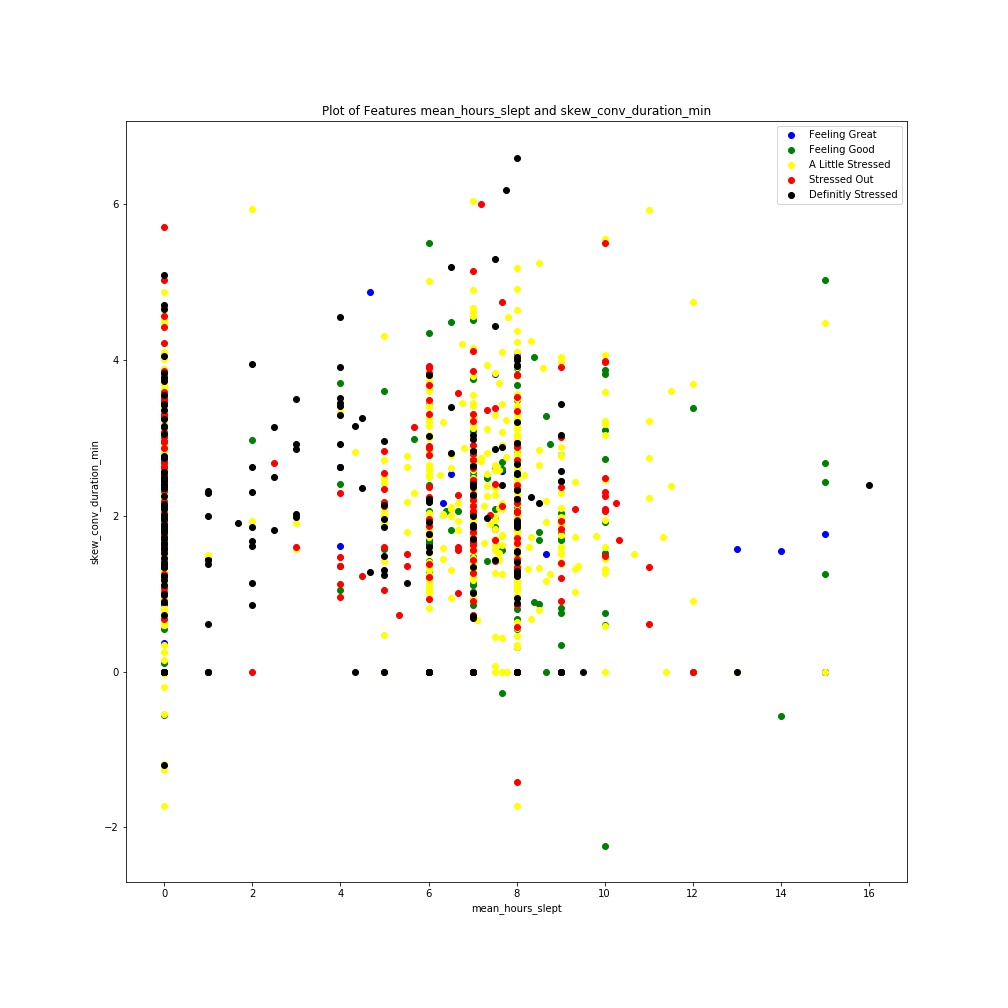 Plot of Features mean_hours_slept and skew_conv_duration_min
Feeling Great
Feeling Good
A Little Stressed
Stressed Out
Definitly Stressed
skew_conv_duration_min
6
4
2
0
−2
0 2 4 6 8 10 12 14 16
mean_hours_slept